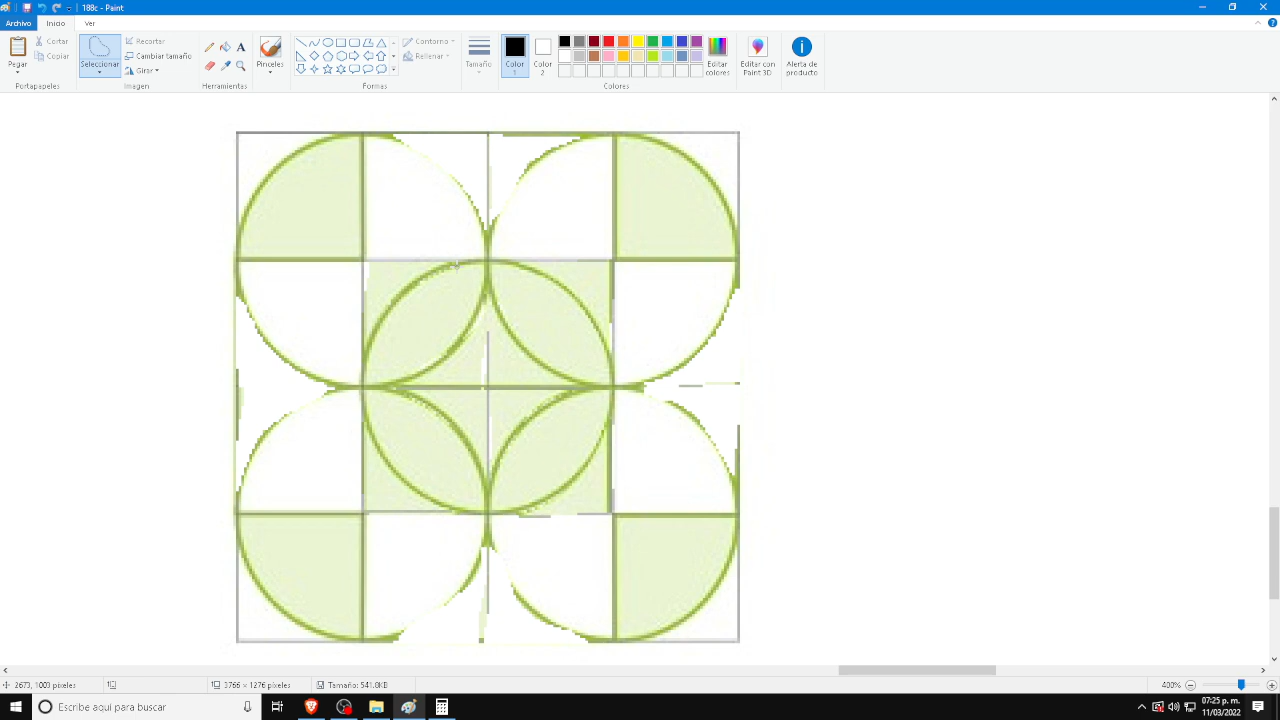 188c - Paint
Archivo Inicio Ver
Pegar
Cortar
Copiar
Portapapeles
Seleccionar
Recortar
Cambiar tamaño
Girar
Imagen
Herramientas
Pinceles
Contorno
Rellenar
Formas
Tamaño
Color 1
Color 2
Editar colores
Colores
Editar con Paint 3D
Alerta de producto
2673, 1003 píxeles
3766 × 1276 píxeles
Tamaño: 541.0KB
400%
Escribe aquí para buscar
07:25 p. m.
11/03/2022